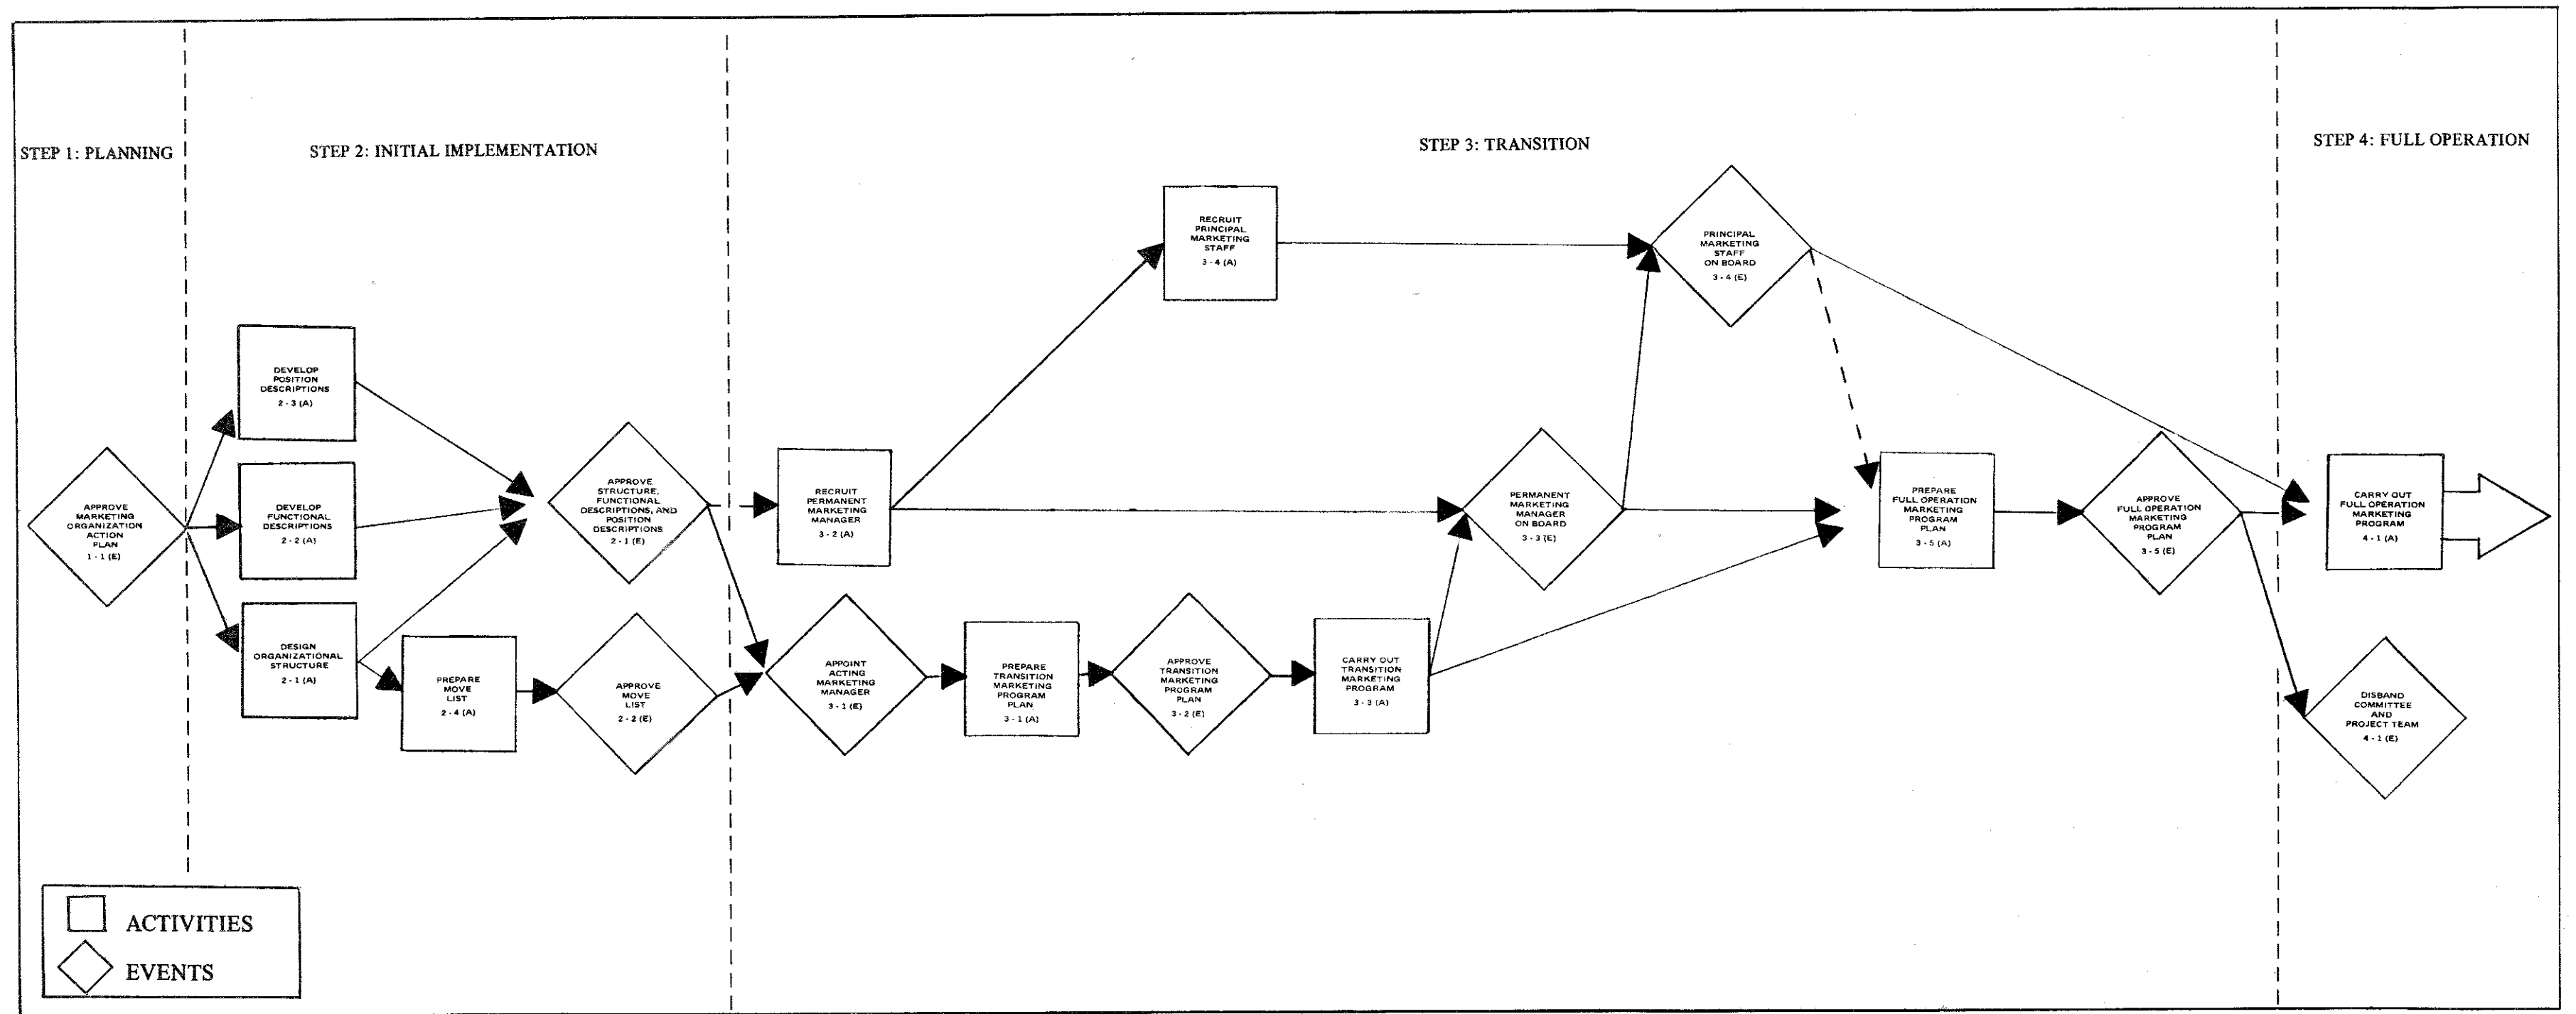 STEP 1: PLANNING
STEP 2: INITIAL IMPLEMENTATION
STEP 3: TRANSITION
STEP 4: FULL OPERATION
APPROVE
MARKETING
ORGANIZATION
ACTION
PLAN
1 - 1 (E)
DEVELOP
POSITION
DESCRIPTIONS
2 - 3 (A)
DEVELOP
FUNCTIONAL
DESCRIPTIONS
2 - 2 (A)
DESIGN
ORGANIZATIONAL
STRUCTURE
2 - 1 (A)
PREPARE
MOVE
LIST
2 - 4 (A)
APPROVE
STRUCTURE,
FUNCTIONAL
DESCRIPTIONS, AND
POSITION
DESCRIPTIONS
2 - 1 (E)
APPROVE
MOVE
LIST
2 - 2 (E)
RECRUIT
PERMANENT
MARKETING
MANAGER
3 - 2 (A)
APPOINT
ACTING
MARKETING
MANAGER
3 - 1 (E)
PREPARE
TRANSITION
MARKETING
PROGRAM
PLAN
3 - 1 (A)
APPROVE
TRANSITION
MARKETING
PROGRAM
PLAN
3 - 2 (E)
CARRY OUT
TRANSITION
MARKETING
PROGRAM
3 - 3 (A)
RECRUIT
PRINCIPAL
MARKETING
STAFF
3 - 4 (A)
PERMANENT
MARKETING
MANAGER
ON BOARD
3 - 3 (E)
PRINCIPAL
MARKETING
STAFF
ON BOARD
3 - 4 (E)
PREPARE
FULL OPERATION
MARKETING
PROGRAM
PLAN
3 - 5 (A)
APPROVE
FULL OPERATION
MARKETING
PROGRAM
PLAN
3 - 5 (E)
CARRY OUT
FULL OPERATION
MARKETING
PROGRAM
4 - 1 (A)
DISBAND
COMMITTEE
AND
PROJECT TEAM
4 - 1 (E)
ACTIVITIES
EVENTS